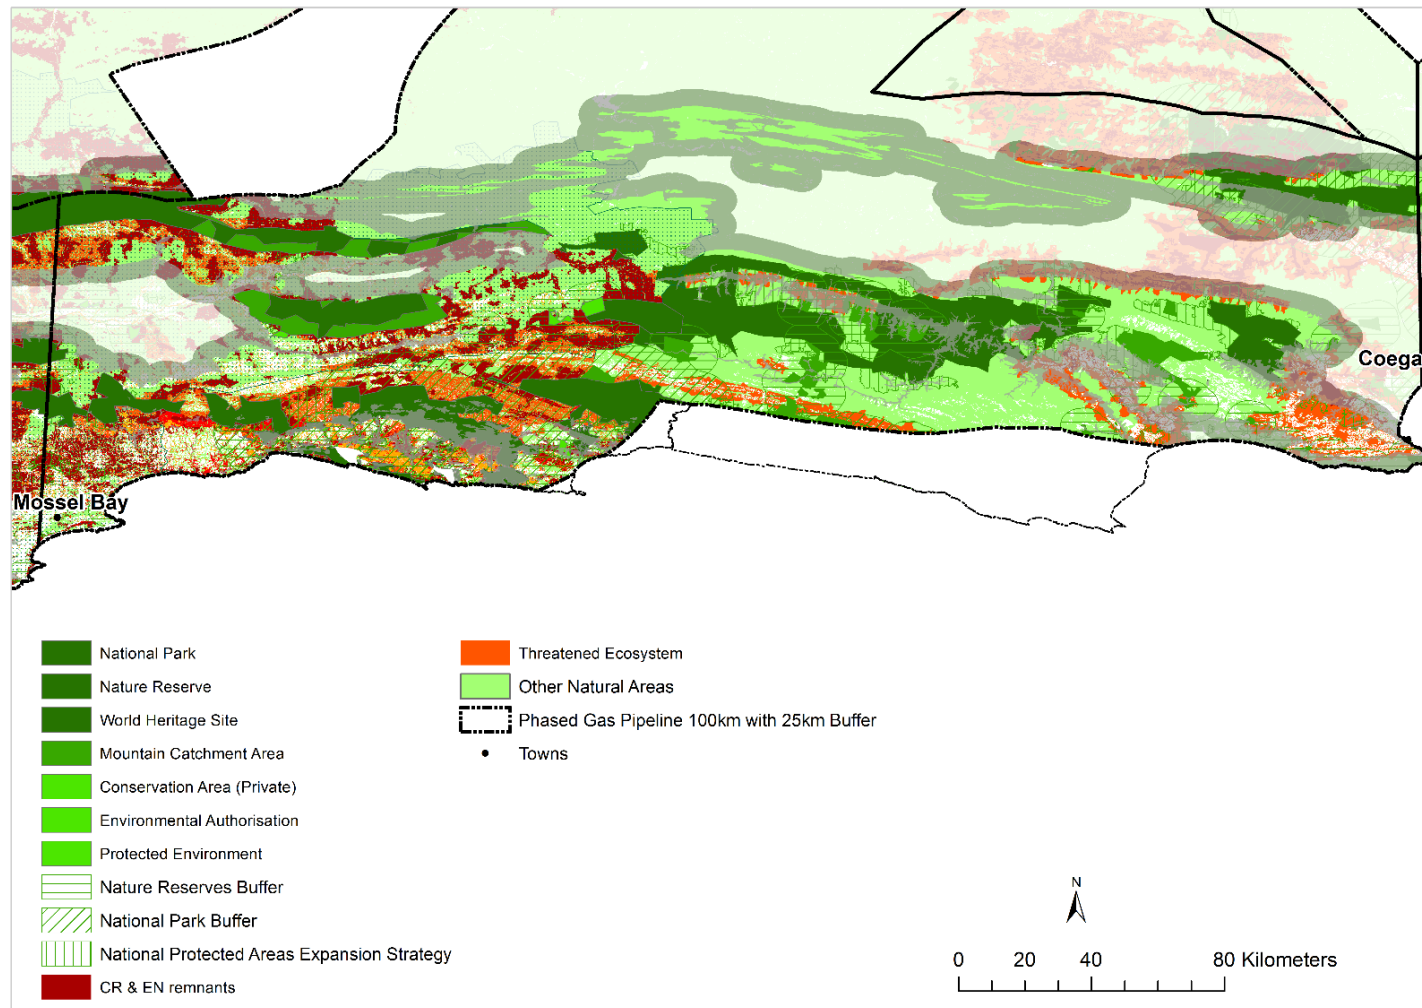 Coega
Mossel Bay
National Park
Nature Reserve
World Heritage Site
Mountain Catchment Area
Conservation Area (Private)
Environmental Authorisation
Protected Environment
Nature Reserves Buffer
National Park Buffer
National Protected Areas Expansion Strategy
CR & EN remnants
Threatened Ecosystem
Other Natural Areas
Phased Gas Pipeline 100km with 25km Buffer
Towns
N
0 20 40 80 Kilometers